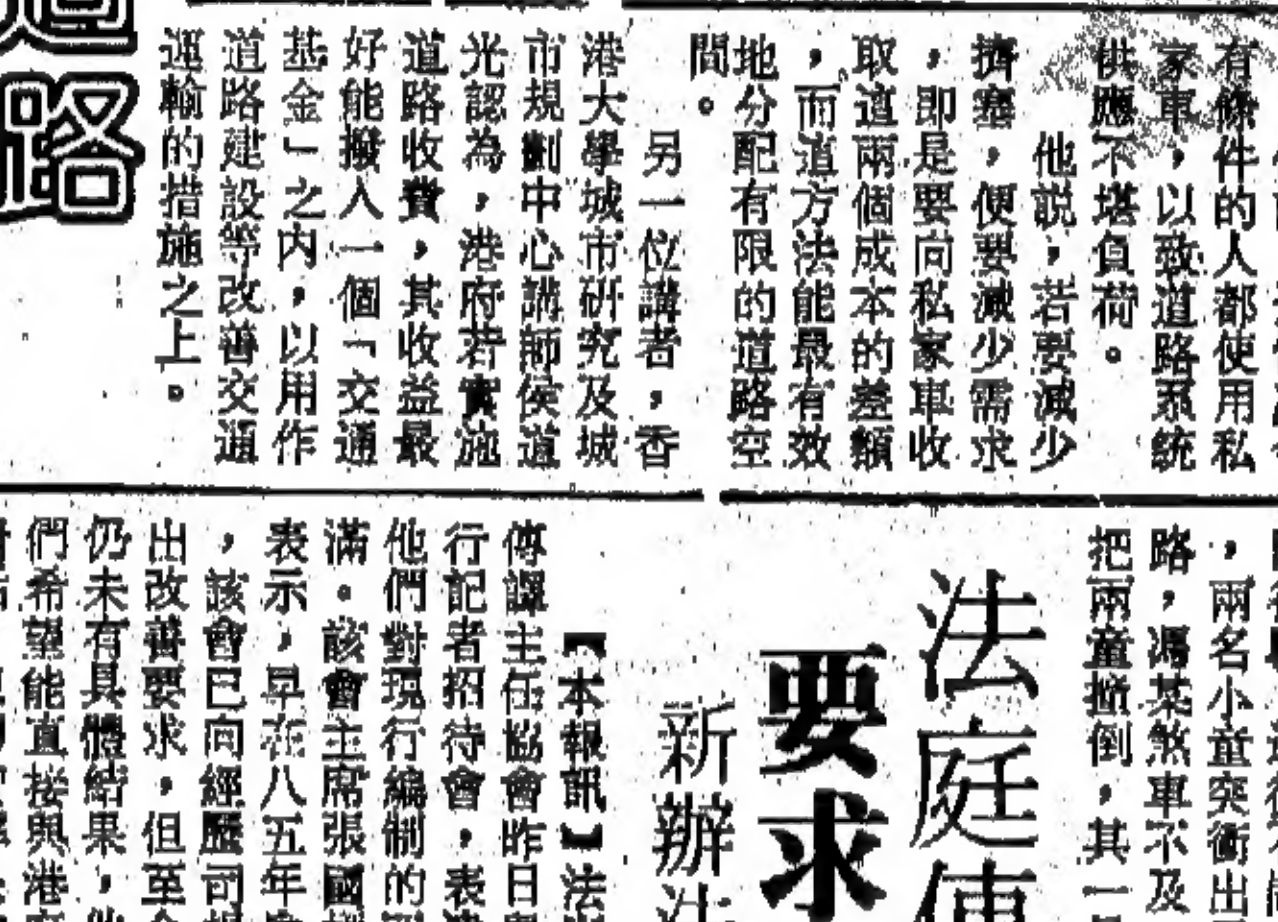 有條件的人都使用私
家車，以致道路系統
供應不堪負荷。
他説，若要減少
擠塞，便要減少需求
，即是要向私家車收
取這兩個成本的差額
，而這方法能最有效
地分配有限的道路空
間。
另一位講者，香
港大學城市研究及城
市規劃中心講師侯道
光認為，港府若實施
道路收費，其收益最
好能撥入一個「交通
基金」之内，以用作
道路建設等改善交通
運輸的措施之上。
道路
，兩名小童突衝出
路，馮某煞車不及
把兩童撞倒，其一
法庭傳
要求
新辦法
【本報訊】法庭
傳譯主任協會昨日
行記者招待會，表
他們對現行編制的
滿。該會主席張國
表示，早在八五年
，該會已向經歷司
出改善要求，但至
仍未有具體結果，他
們希望能直接與港府